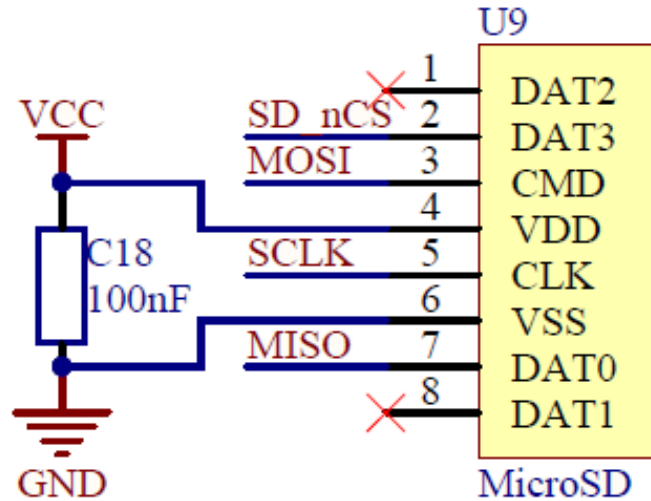 U9
1 DAT2
VCC
SD_nCS 2 DAT3
MOSI 3 CMD
4 VDD
C18
SCLK 5 CLK
100nF
6 VSS
MISO 7 DAT0
8 DAT1
GND
MicroSD